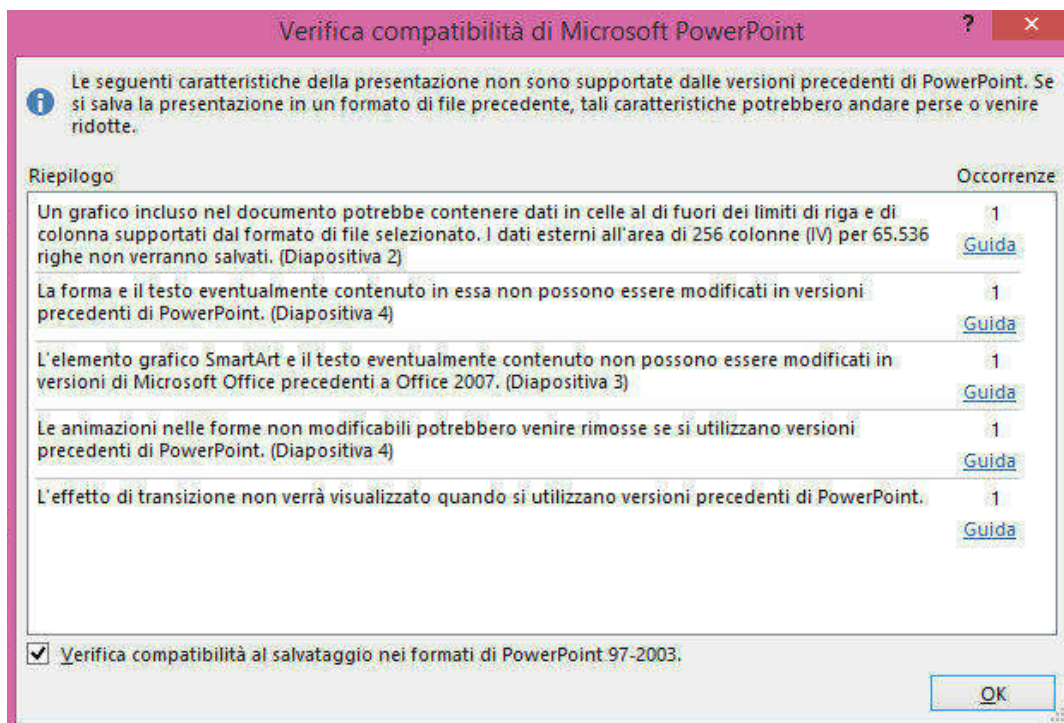 Verifica compatibilità di Microsoft PowerPoint
?
×
Le seguenti caratteristiche della presentazione non sono supportate dalle versioni precedenti di PowerPoint. Se
si salva la presentazione in un formato di file precedente, tali caratteristiche potrebbero andare perse o venire
ridotte.
Riepilogo
Occorrenze
Un grafico incluso nel documento potrebbe contenere dati in celle al di fuori dei limiti di riga e di
colonna supportati dal formato di file selezionato. I dati esterni all'area di 256 colonne (IV) per 65.536
righe non verranno salvati. (Diapositiva 2)
1
Guida
La forma e il testo eventualmente contenuto in essa non possono essere modificati in versioni
precedenti di PowerPoint. (Diapositiva 4)
1
Guida
L'elemento grafico SmartArt e il testo eventualmente contenuto non possono essere modificati in
versioni di Microsoft Office precedenti a Office 2007. (Diapositiva 3)
1
Guida
Le animazioni nelle forme non modificabili potrebbero venire rimosse se si utilizzano versioni
precedenti di PowerPoint. (Diapositiva 4)
1
Guida
L'effetto di transizione non verrà visualizzato quando si utilizzano versioni precedenti di PowerPoint.
1
Guida
Verifica compatibilità al salvataggio nei formati di PowerPoint 97-2003.
OK